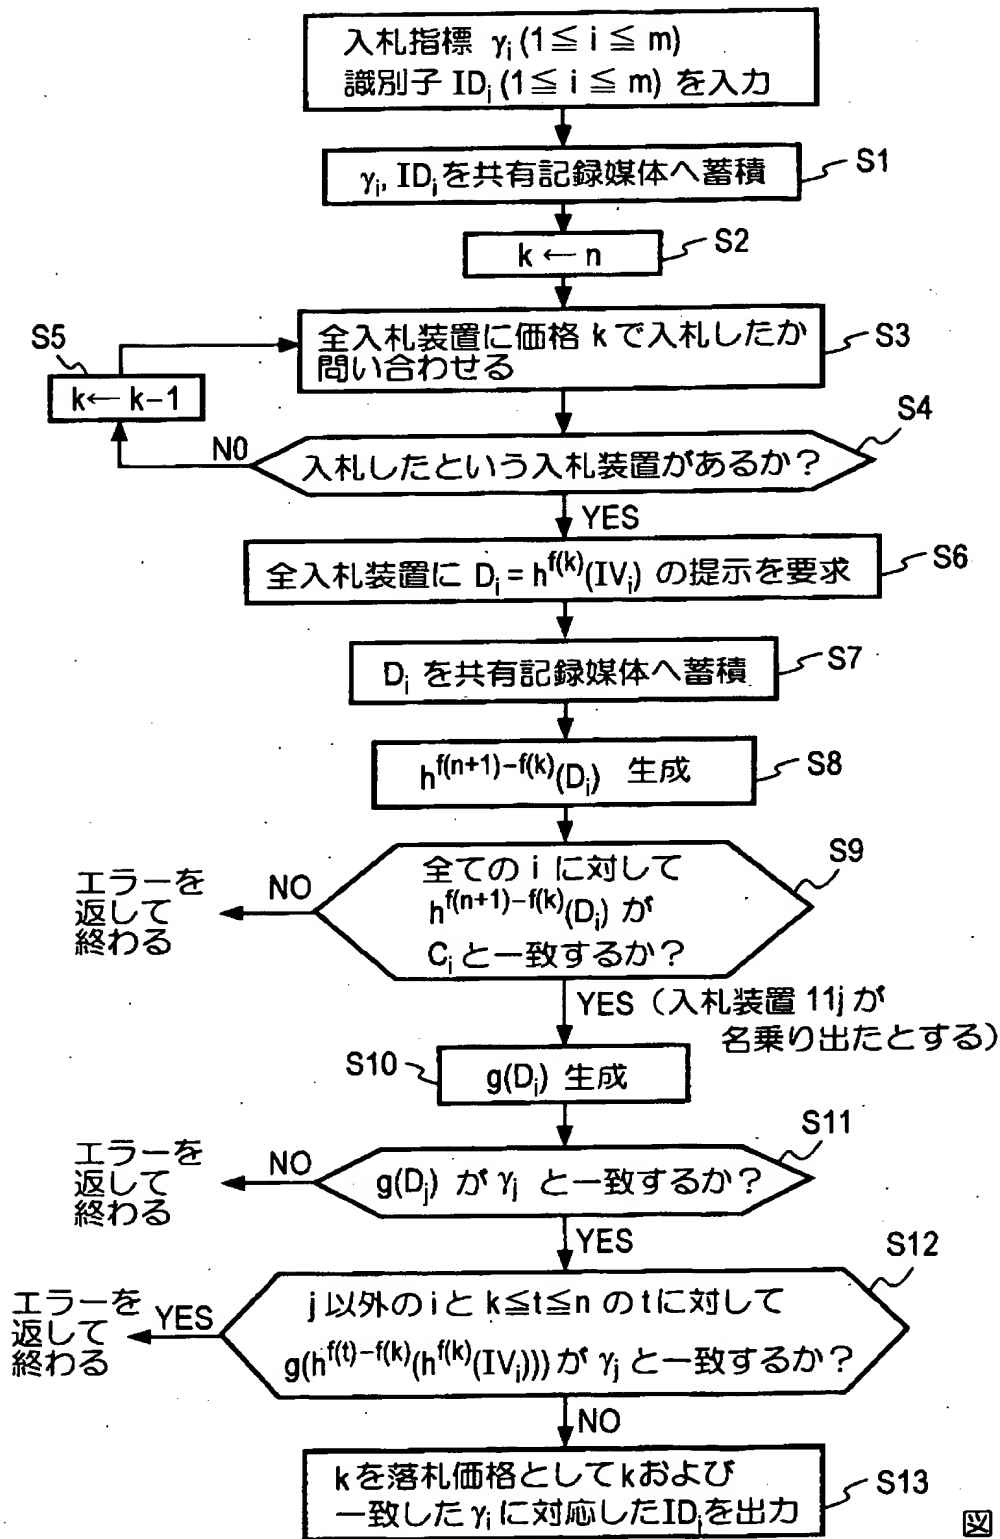 入札指標 γi (1≦ i ≦ m)
識別子 IDi (1≦ i ≦ m) を入力
γi, IDiを共有記録媒体へ蓄積
S1
k ← n
S2
S5
全入札装置に価格 k で入札したか
問い合わせる
S3
k← k-1
NO
入札したという入札装置があるか？
S4
YES
全入札装置に Di = h^f(k)(IVi) の提示を要求
S6
Di を共有記録媒体へ蓄積
S7
h^f(n+1)-f(k)(Di) 生成
S8
エラーを
返して
終わる
NO
全ての i に対して
h^f(n+1)-f(k)(Di) が
Ci と一致するか？
S9
YES（入札装置 11j が
名乗り出たとする）
S10
g(Di) 生成
エラーを
返して
終わる
NO
g(Dj) が γj と一致するか？
S11
YES
エラーを
返して
終わる
YES
j 以外の i と k≦t≦n のtに対して
g(h^f(t)-f(k)(h^f(k)(IVi))) が γj と一致するか？
S12
NO
kを落札価格としてkおよび
一致した γi に対応したIDjを出力
S13
図